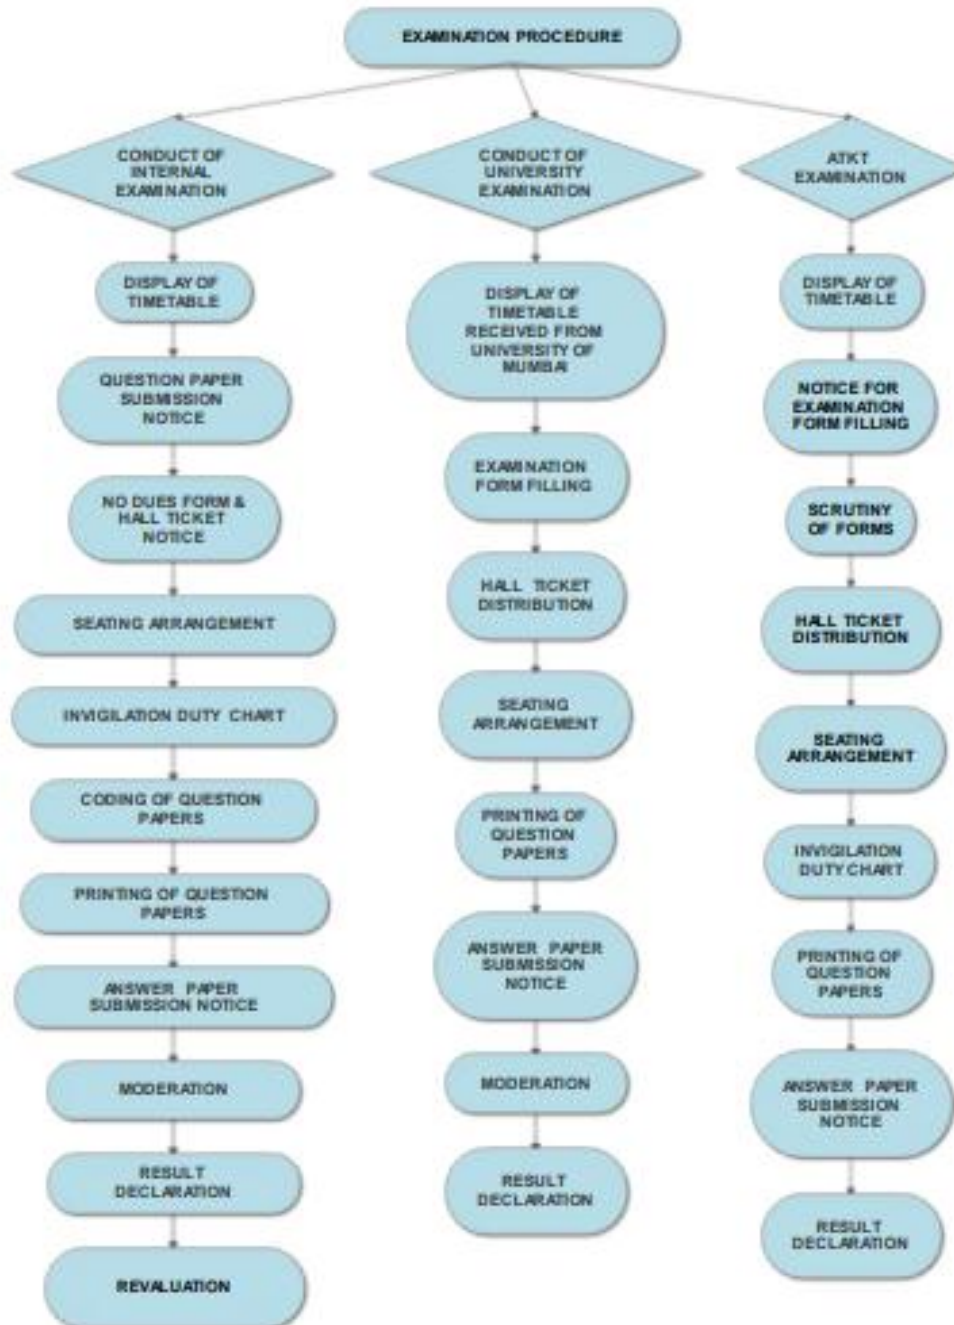 EXAMINATION PROCEDURE
CONDUCT OF
INTERNAL
EXAMINATION
DISPLAY OF
TIMETABLE
QUESTION PAPER
SUBMISSION
NOTICE
NO DUES FORM &
HALL TICKET
NOTICE
SEATING ARRANGEMENT
INVIGILATION DUTY CHART
CODING OF QUESTION
PAPERS
PRINTING OF QUESTION
PAPERS
ANSWER PAPER
SUBMISSION NOTICE
MODERATION
RESULT
DECLARATION
REVALUATION
CONDUCT OF
UNIVERSITY
EXAMINATION
DISPLAY OF
TIMETABLE
RECEIVED FROM
UNIVERSITY OF
MUMBAI
EXAMINATION
FORM FILLING
HALL TICKET
DISTRIBUTION
SEATING
ARRANGEMENT
PRINTING OF
QUESTION
PAPERS
ANSWER PAPER
SUBMISSION
NOTICE
MODERATION
RESULT
DECLARATION
ATKT
EXAMINATION
DISPLAY OF
TIMETABLE
NOTICE FOR
EXAMINATION
FORM FILLING
SCRUTINY
OF FORMS
HALL TICKET
DISTRIBUTION
SEATING
ARRANGEMENT
INVIGILATION
DUTY CHART
PRINTING OF
QUESTION
PAPERS
ANSWER PAPER
SUBMISSION
NOTICE
RESULT
DECLARATION